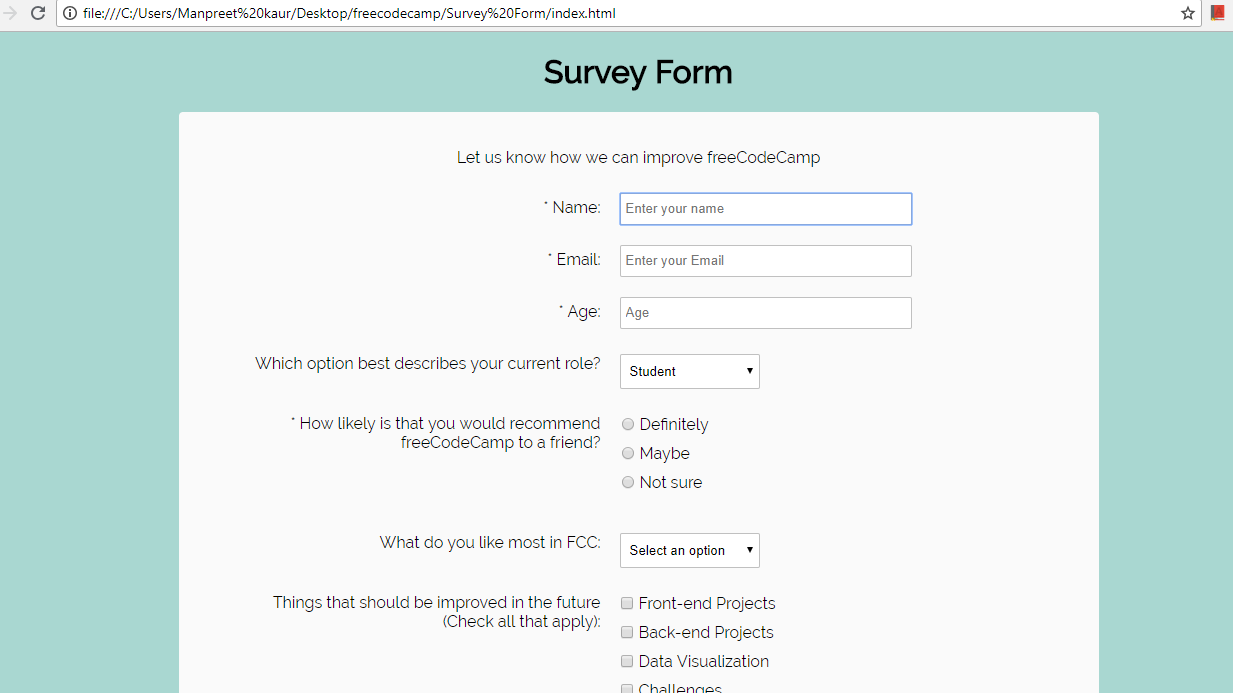 file:///C:/Users/Manpreet%20kaur/Desktop/freecodecamp/Survey%20Form/index.html
Survey Form
Let us know how we can improve freeCodeCamp
* Name: Enter your name
* Email: Enter your Email
* Age: Age
Which option best describes your current role? Student
* How likely is that you would recommend
freeCodeCamp to a friend?
Definitely
Maybe
Not sure
What do you like most in FCC: Select an option
Things that should be improved in the future
(Check all that apply):
Front-end Projects
Back-end Projects
Data Visualization
Challenges